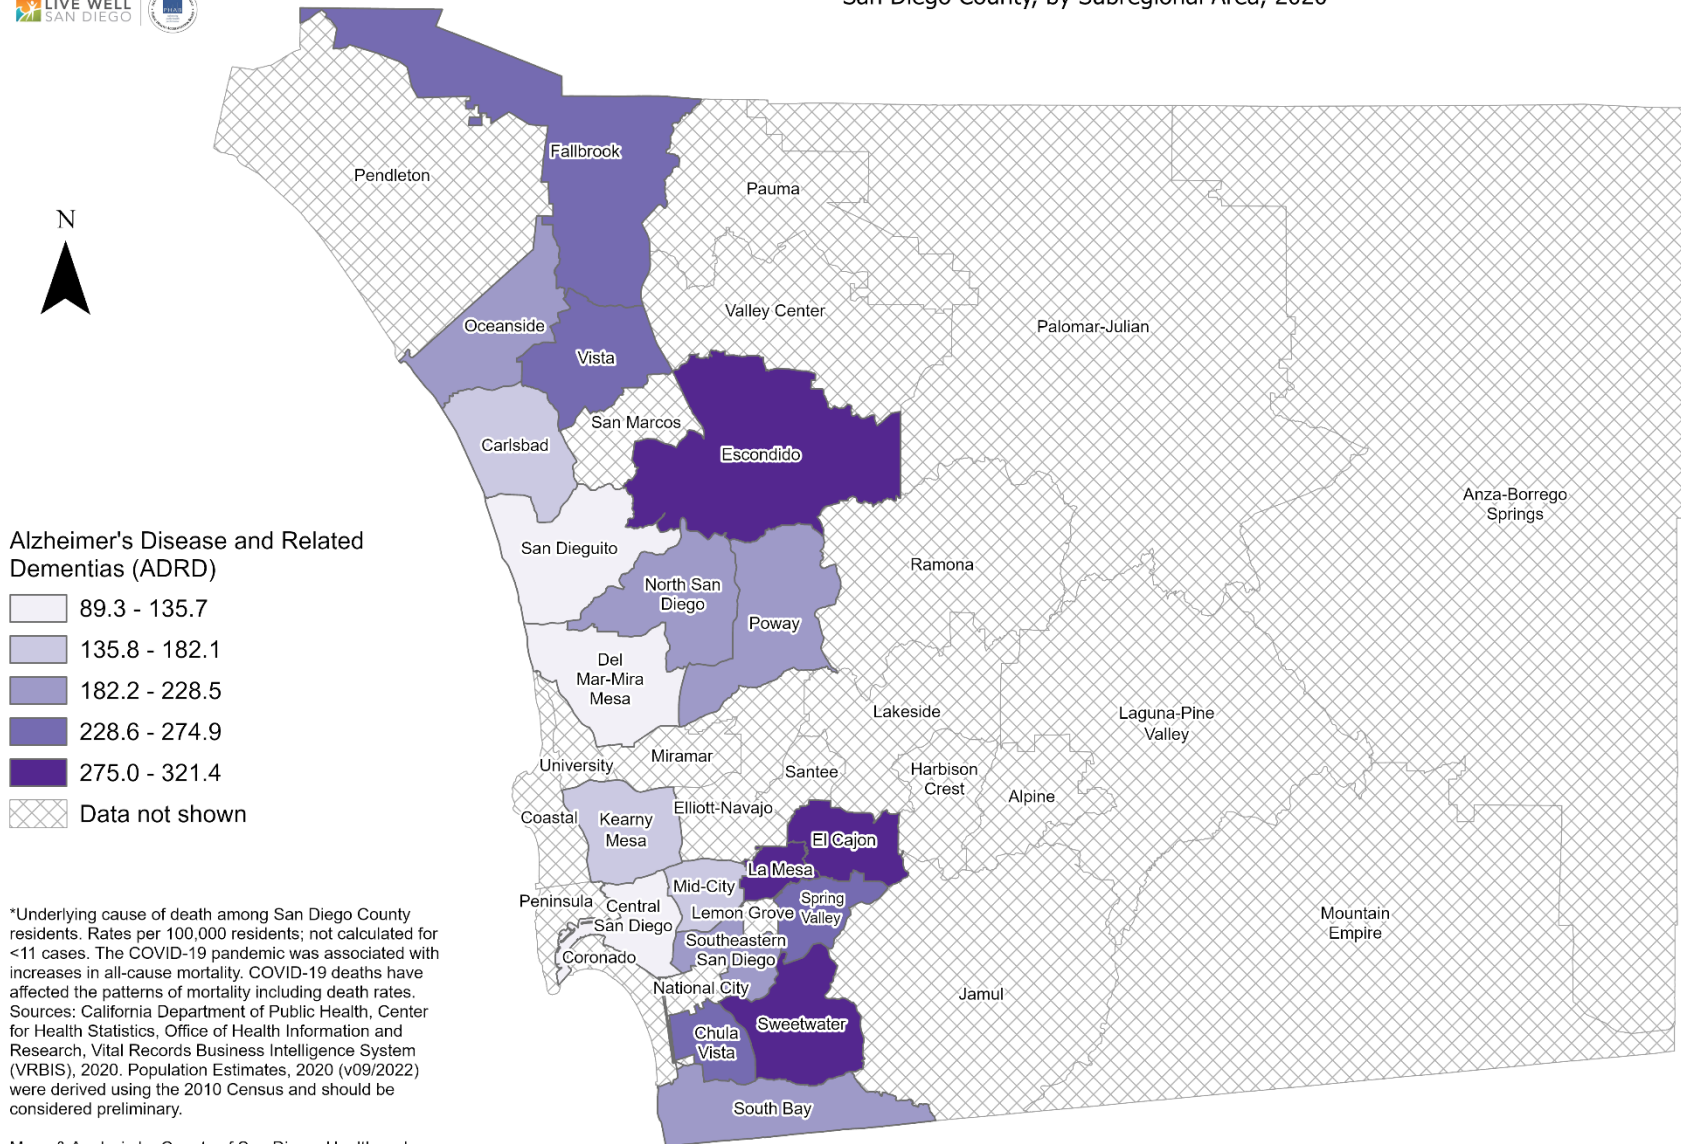 LIVE WELL
SAN DIEGO
PHAB
San Diego County, by Subregional Area, 2020
Fallbrook
Pendleton
Pauma
N
Valley Center
Oceanside
Palomar-Julian
Vista
San Marcos
Carlsbad
Escondido
Anza-Borrego
Springs
Alzheimer's Disease and Related
Dementias (ADRD)
89.3 - 135.7
135.8 - 182.1
182.2 - 228.5
228.6 - 274.9
275.0 - 321.4
Data not shown
San Dieguito
Ramona
North San
Diego
Poway
Del
Mar-Mira
Mesa
Lakeside
Laguna-Pine
Valley
Miramar
University
Santee
Harbison
Crest
Alpine
Elliott-Navajo
Coastal
Kearny
Mesa
El Cajon
La Mesa
Mid-City
Peninsula
Central
San Diego
Spring
Valley
Lemon Grove
Mountain
Empire
Southeastern
San Diego
Coronado
National City
Jamul
Sweetwater
Chula
Vista
South Bay
*Underlying cause of death among San Diego County
residents. Rates per 100,000 residents; not calculated for
<11 cases. The COVID-19 pandemic was associated with
increases in all-cause mortality. COVID-19 deaths have
affected the patterns of mortality including death rates.
Sources: California Department of Public Health, Center
for Health Statistics, Office of Health Information and
Research, Vital Records Business Intelligence System
(VRBIS), 2020. Population Estimates, 2020 (v09/2022)
were derived using the 2010 Census and should be
considered preliminary.